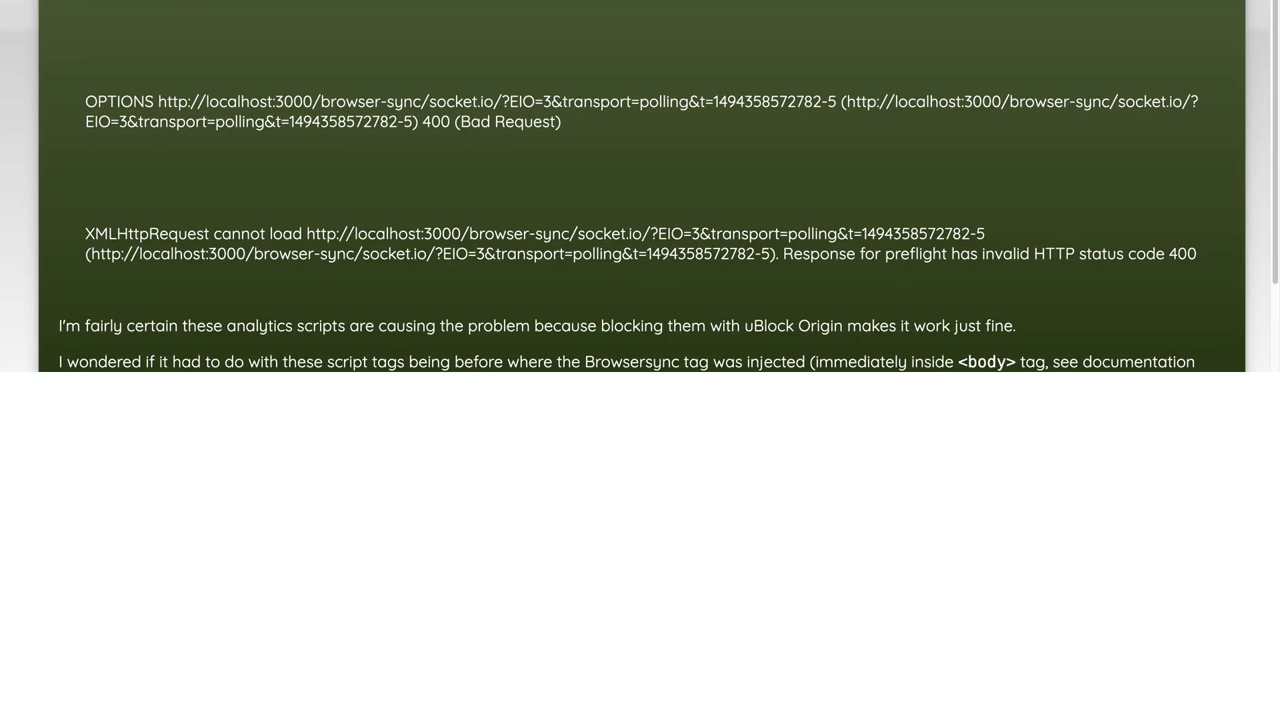 OPTIONS http://localhost:3000/browser-sync/socket.io/?EIO=3&transport=polling&t=1494358572782-5 (http://localhost:3000/browser-sync/socket.io/?
EIO=3&transport=polling&t=1494358572782-5) 400 (Bad Request)
XMLHttpRequest cannot load http://localhost:3000/browser-sync/socket.io/?EIO=3&transport=polling&t=1494358572782-5
(http://localhost:3000/browser-sync/socket.io/?EIO=3&transport=polling&t=1494358572782-5). Response for preflight has invalid HTTP status code 400
I'm fairly certain these analytics scripts are causing the problem because blocking them with uBlock Origin makes it work just fine.
I wondered if it had to do with these script tags being before where the Browsersync tag was injected (immediately inside <body> tag, see documentation